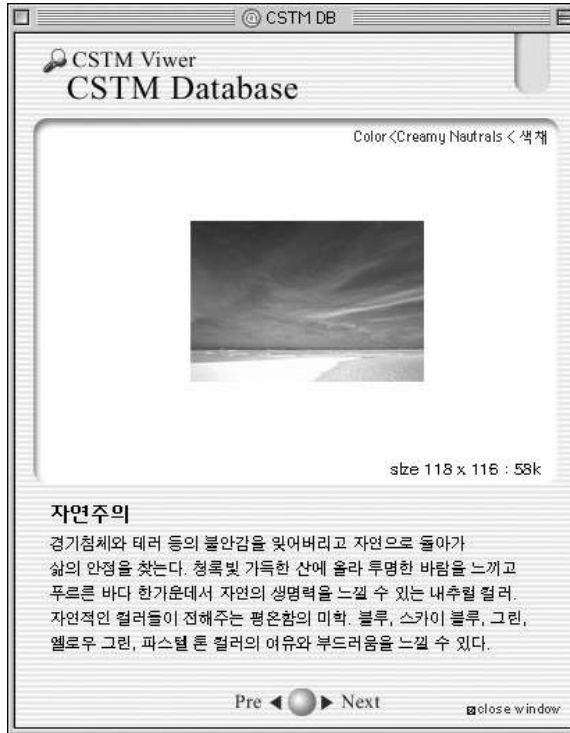 @ CSTM DB
CSTM Viwer
CSTM Database
Color<Creamy Nautrals < 색채
size 118 x 116 : 58k
자연주의
경기침체와 테러 등의 불안감을 잊어버리고 자연으로 돌아가
삶의 안정을 찾는다. 청록빛 가득한 산에 올라 투명한 바람을 느끼고
푸르른 바다 한가운데서 자연의 생명력을 느낄 수 있는 내추럴 컬러.
자연적인 컬러들이 전해주는 평온함의 미학. 블루, 스카이 블루, 그린,
옐로우 그린, 파스텔 톤 컬러의 여유와 부드러움을 느낄 수 있다.
Pre ◀ ▶ Next
close window